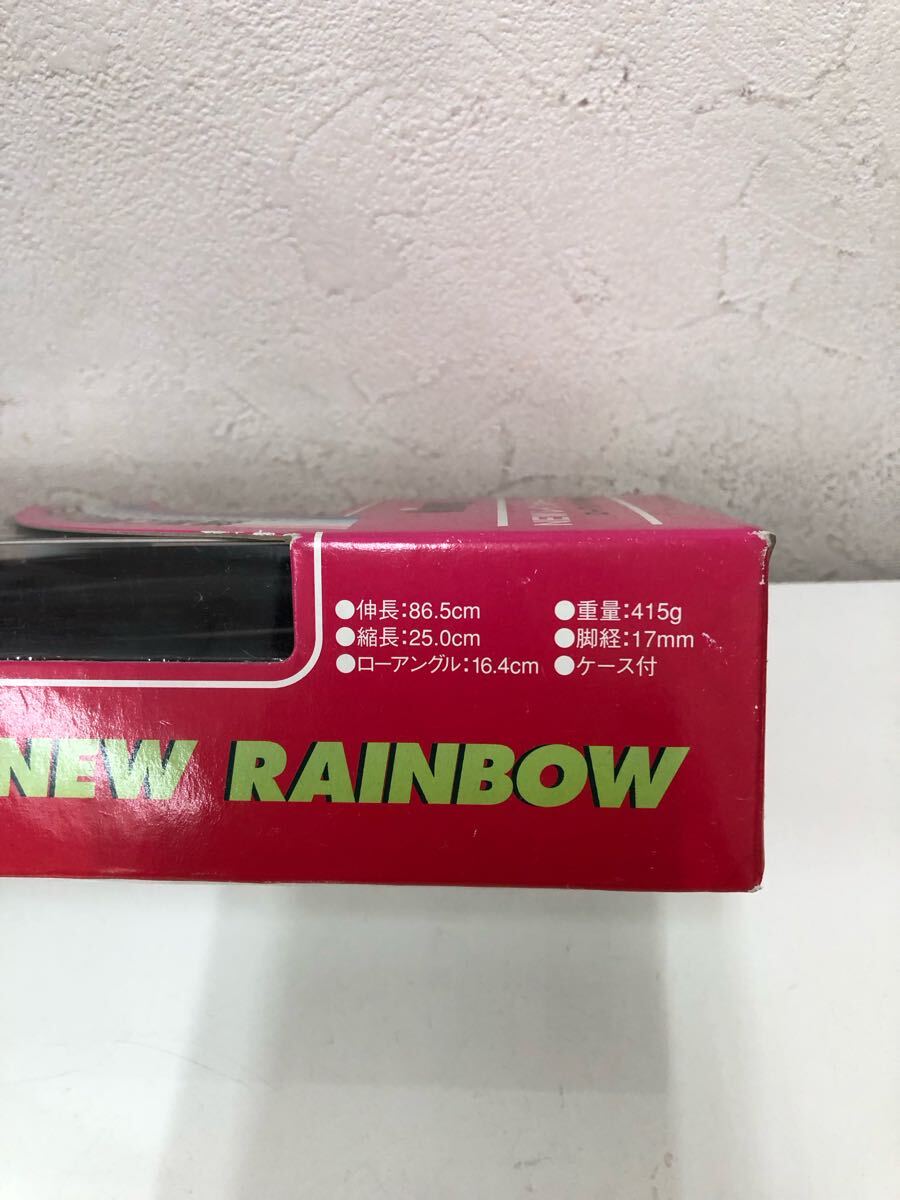 ●伸長:86.5cm
●縮長:25.0cm
●ローアングル:16.4cm
●重量:415g
●脚経:17mm
●ケース付
NEW RAINBOW